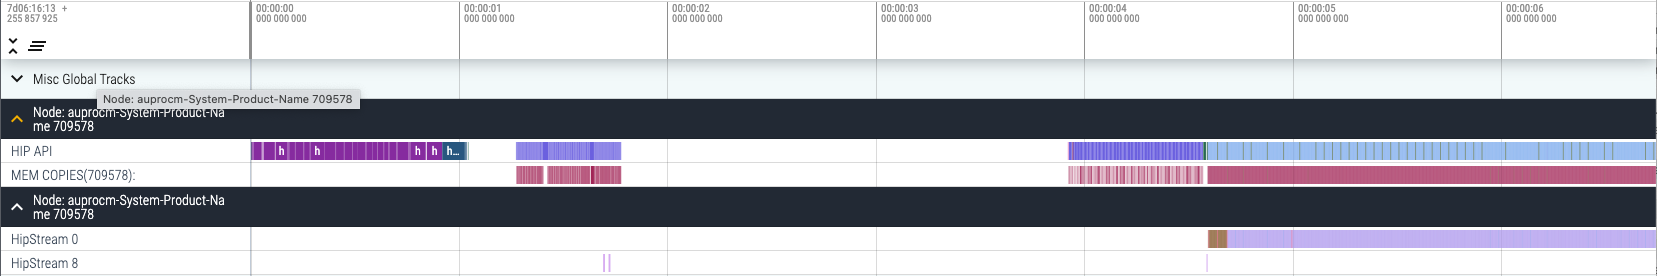 7d06:16:13 +
255 857 925
00:00:00
000 000 000
00:00:01
000 000 000
00:00:02
000 000 000
00:00:03
000 000 000
00:00:04
000 000 000
00:00:05
000 000 000
00:00:06
000 000 000
Misc Global Tracks
Node: auprocm-System-Product-Name 709578
Node: auprocm-System-Product-Na
me 709578
HIP API
h
h
h
h
h...
MEM COPIES(709578):
Node: auprocm-System-Product-Na
me 709578
HipStream 0
HipStream 8